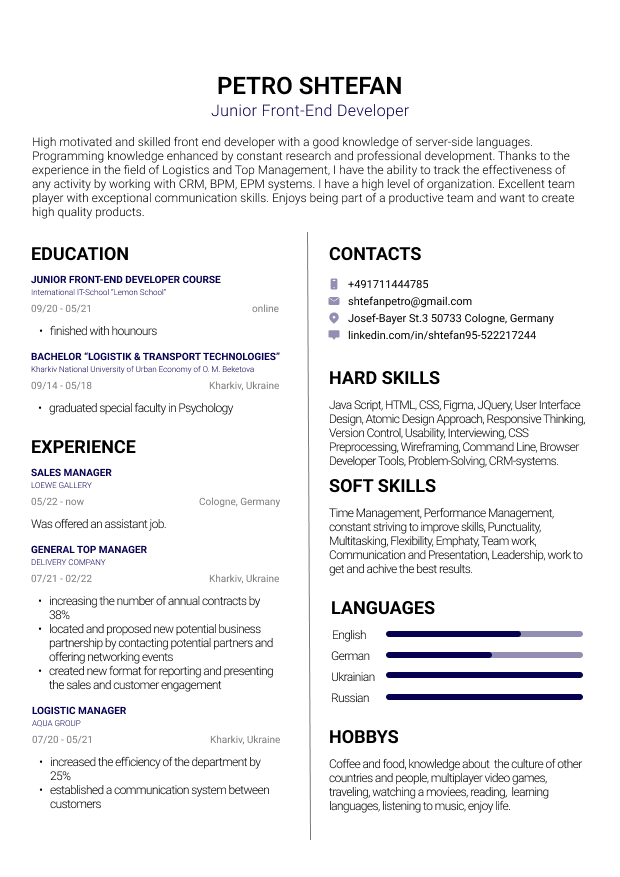 PETRO SHTEFAN
Junior Front-End Developer
High motivated and skilled front end developer with a good knowledge of server-side languages.
Programming knowledge enhanced by constant research and professional development. Thanks to the
experience in the field of Logistics and Top Management, I have the ability to track the effectiveness of
any activity by working with CRM, BPM, EPM systems. I have a high level of organization. Excellent team
player with exceptional communication skills. Enjoys being part of a productive team and want to create
high quality products.
EDUCATION
JUNIOR FRONT-END DEVELOPER COURSE
International IT-School "Lemon School"
09/20 - 05/21 online
• finished with hounours
BACHELOR “LOGISTIK & TRANSPORT TECHNOLOGIES”
Kharkiv National University of Urban Economy of O. M. Beketova
09/14 - 05/18 Kharkiv, Ukraine
• graduated special faculty in Psychology
EXPERIENCE
SALES MANAGER
LOEWE GALLERY
05/22 - now Cologne, Germany
Was offered an assistant job.
GENERAL TOP MANAGER
DELIVERY COMPANY
07/21 - 02/22 Kharkiv, Ukraine
• increasing the number of annual contracts by
38%
• located and proposed new potential business
partnership by contacting potential partners and
offering networking events
• created new format for reporting and presenting
the sales and customer engagement
LOGISTIC MANAGER
AQUA GROUP
07/20 - 05/21 Kharkiv, Ukraine
• increased the efficiency of the department by
25%
• established a communication system between
customers
CONTACTS
+491711444785
shtefanpetro@gmail.com
Josef-Bayer St.3 50733 Cologne, Germany
linkedin.com/in/shtefan95-522217244
HARD SKILLS
Java Script, HTML, CSS, Figma, JQuery, User Interface
Design, Atomic Design Approach, Responsive Thinking,
Version Control, Usability, Interviewing, CSS
Preprocessing, Wireframing, Command Line, Browser
Developer Tools, Problem-Solving, CRM-systems.
SOFT SKILLS
Time Management, Performance Management,
constant striving to improve skills, Punctuality,
Multitasking, Flexibility, Emphaty, Team work,
Communication and Presentation, Leadership, work to
get and achive the best results.
LANGUAGES
English
German
Ukrainian
Russian
HOBBYS
Coffee and food, knowledge about the culture of other
countries and people, multiplayer video games,
traveling, watching a moviees, reading, learning
languages, listening to music, enjoy life.